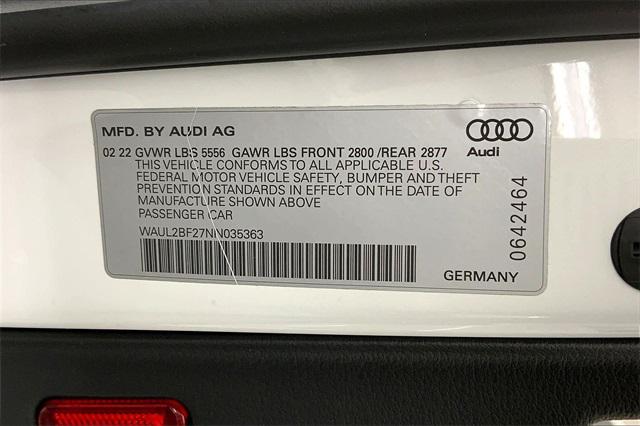 MFD. BY AUDI AG
02 22 GVWR LBS 5556 GAWR LBS FRONT 2800 /REAR 2877
THIS VEHICLE CONFORMS TO ALL APPLICABLE U.S.
FEDERAL MOTOR VEHICLE SAFETY, BUMPER AND THEFT
PREVENTION STANDARDS IN EFFECT ON THE DATE OF
MANUFACTURE SHOWN ABOVE
PASSENGER CAR
WAUL2BF27NN035363
Audi
0642464
GERMANY